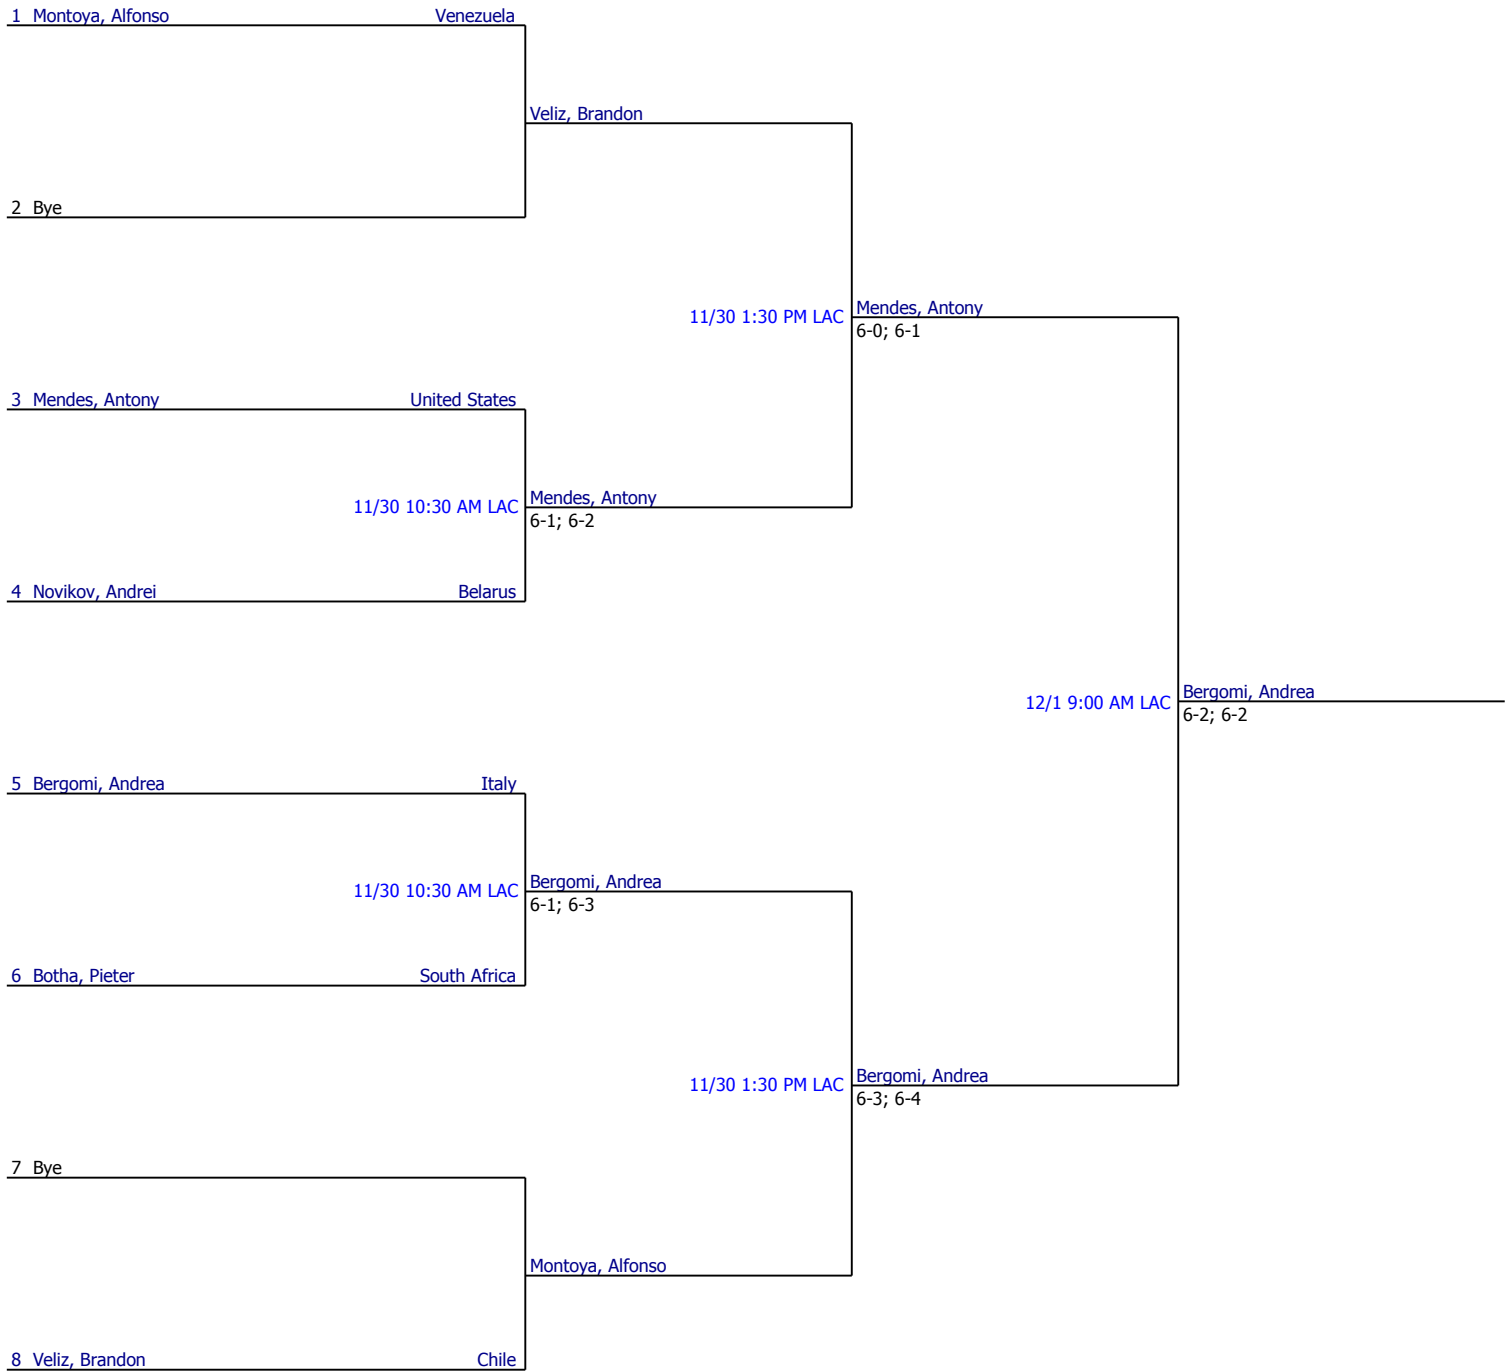 1 Montoya, Alfonso Venezuela
Veliz, Brandon
2 Bye
11/30 1:30 PM LAC Mendes, Antony
6-0; 6-1
3 Mendes, Antony United States
11/30 10:30 AM LAC Mendes, Antony
6-1; 6-2
4 Novikov, Andrei Belarus
12/1 9:00 AM LAC Bergomi, Andrea
6-2; 6-2
5 Bergomi, Andrea Italy
11/30 10:30 AM LAC Bergomi, Andrea
6-1; 6-3
6 Botha, Pieter South Africa
11/30 1:30 PM LAC Bergomi, Andrea
6-3; 6-4
7 Bye
Montoya, Alfonso
8 Veliz, Brandon Chile